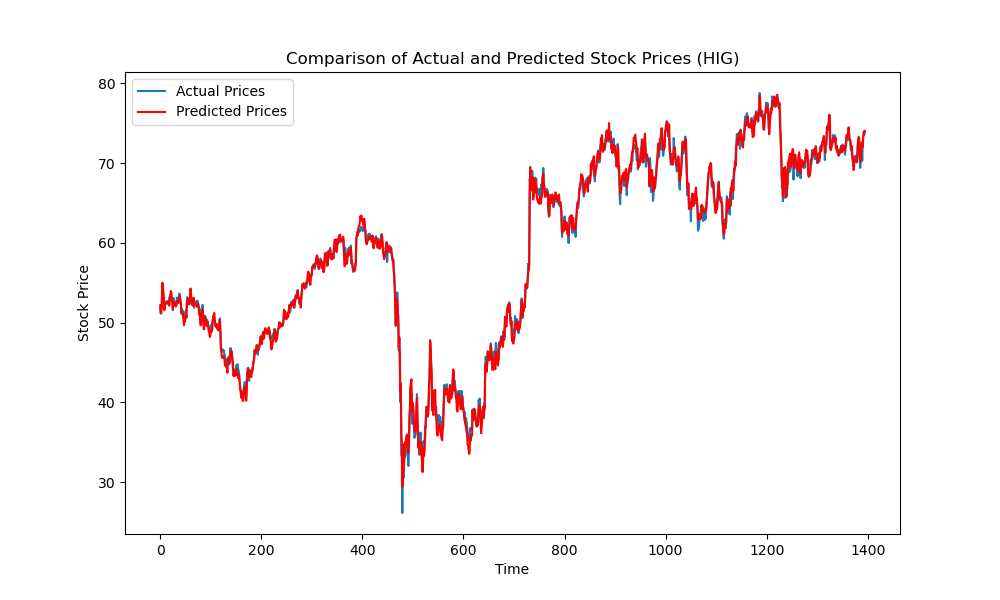 Comparison of Actual and Predicted Stock Prices (HIG)
Actual Prices
Predicted Prices
80
70
60
50
40
30
Stock Price
0 200 400 600 800 1000 1200 1400
Time